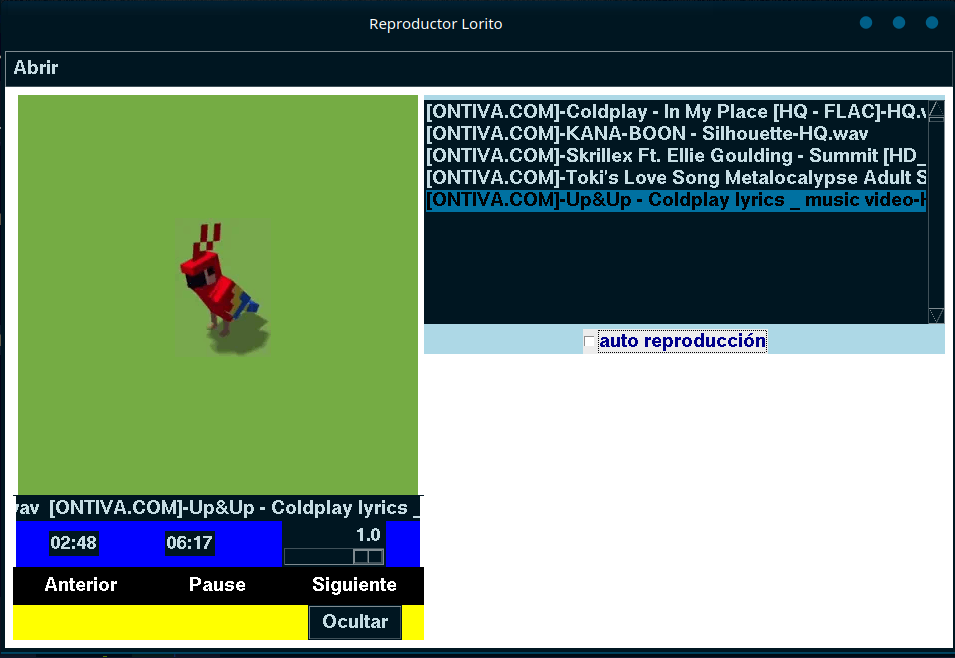 Reproductor Lorito
Abrir
[ONTIVA.COM]-Coldplay - In My Place [HQ - FLAC]-HQ.
[ONTIVA.COM]-KANA-BOON - Silhouette-HQ.wav
[ONTIVA.COM]-Skrillex Ft. Ellie Goulding - Summit [HD_
[ONTIVA.COM]-Toki's Love Song Metalocalypse Adult S
[ONTIVA.COM]-Up&Up - Coldplay lyrics _ music video-H
auto reproducción
vav [ONTIVA.COM]-Up&Up - Coldplay lyrics _
02:48 06:17 1.0
Anterior Pause Siguiente
Ocultar